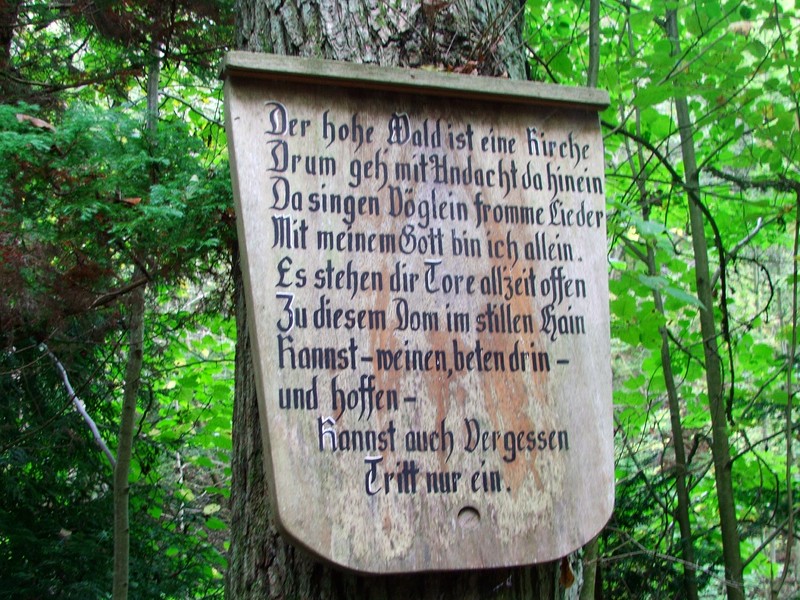 Der hohe Wald ist eine Kirche
Drum geh mit Andacht da hinein
Da singen Vöglein fromme Lieder
Mit meinem Gott bin ich allein.
Es stehen dir Tore allzeit offen
Zu diesem Dom im stillen Hain
Kannst - weinen, beten drin -
und hoffen -
Kannst auch Vergessen
Tritt nur ein.